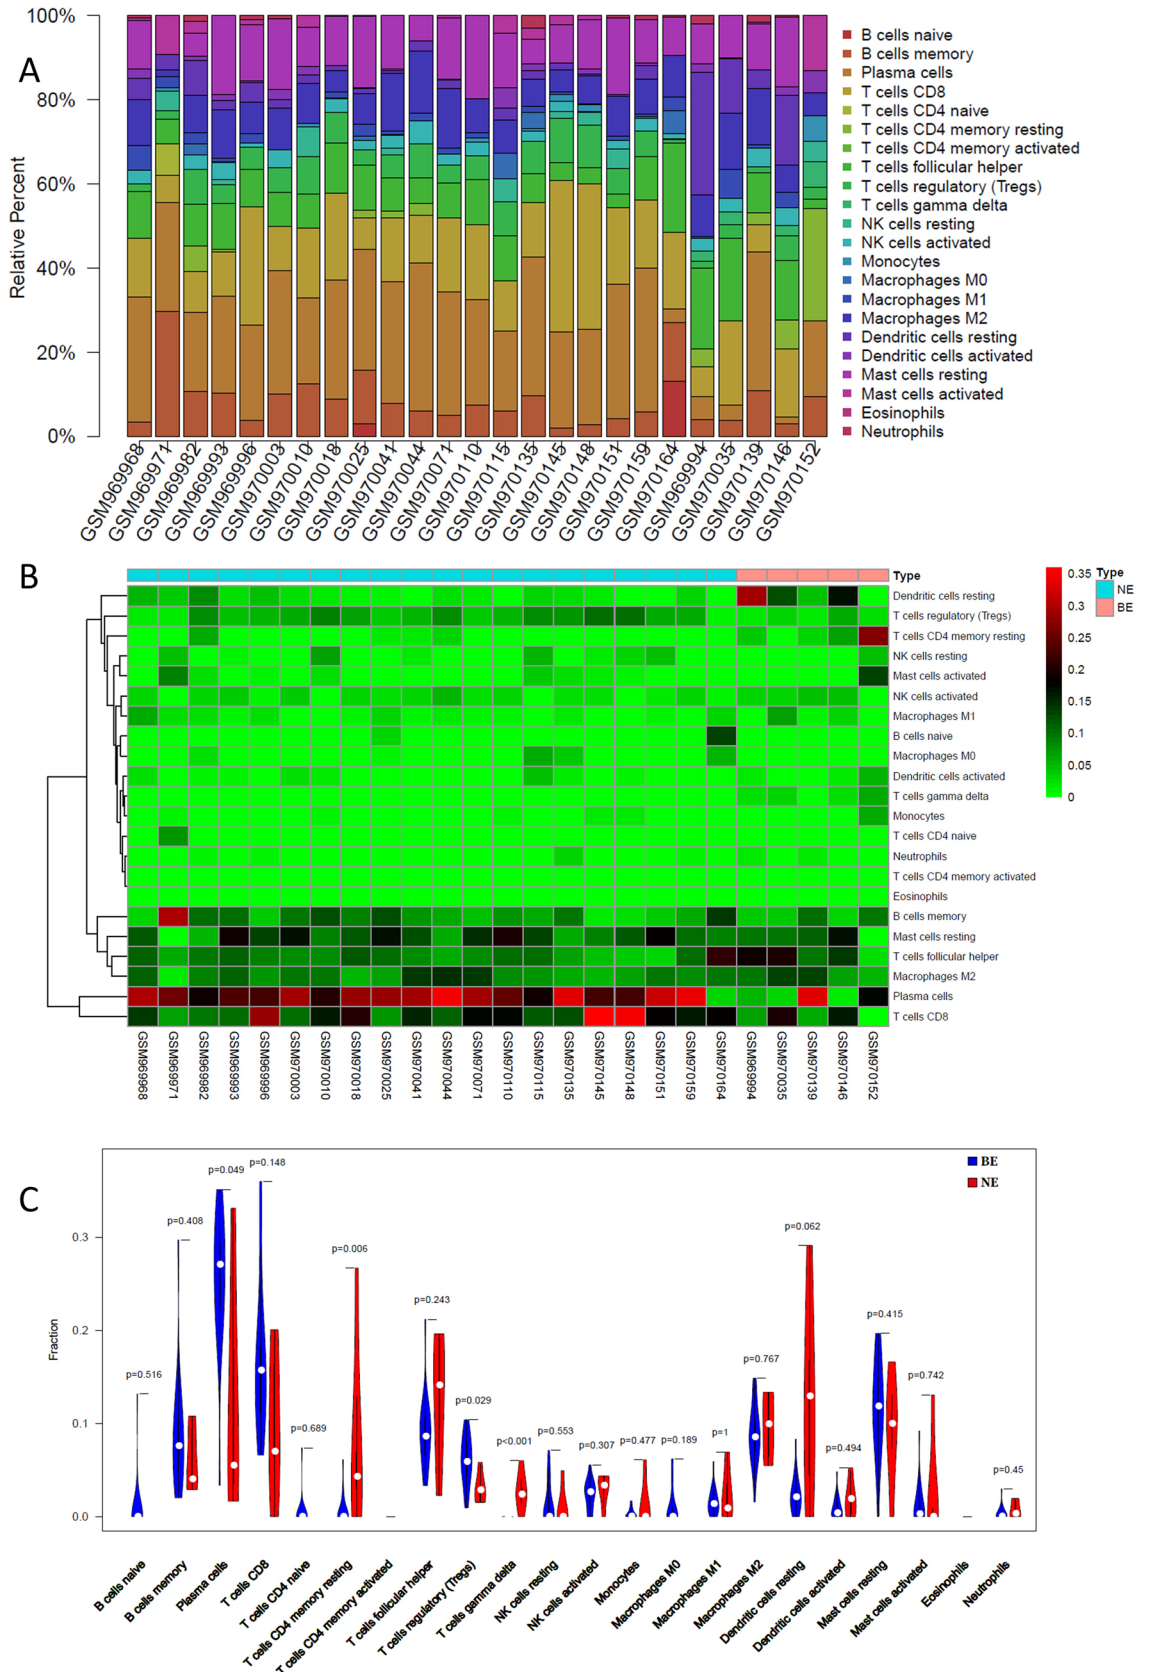 A
Relative Percent
100%
80%
60%
40%
20%
0%
B cells naive
B cells memory
Plasma cells
T cells CD8
T cells CD4 naive
T cells CD4 memory resting
T cells CD4 memory activated
T cells follicular helper
T cells regulatory (Tregs)
T cells gamma delta
NK cells resting
NK cells activated
Monocytes
Macrophages M0
Macrophages M1
Macrophages M2
Dendritic cells resting
Dendritic cells activated
Mast cells resting
Mast cells activated
Eosinophils
Neutrophils
GSM969968
GSM969971
GSM969982
GSM969993
GSM969996
GSM970003
GSM970010
GSM970018
GSM970025
GSM970041
GSM970044
GSM970071
GSM970110
GSM970115
GSM970135
GSM970145
GSM970148
GSM970151
GSM970159
GSM970164
GSM969994
GSM970035
GSM970139
GSM970146
GSM970152
B
Type
Dendritic cells resting
T cells regulatory (Tregs)
T cells CD4 memory resting
NK cells resting
Mast cells activated
NK cells activated
Macrophages M1
B cells naive
Macrophages M0
Dendritic cells activated
T cells gamma delta
Monocytes
T cells CD4 naive
Neutrophils
T cells CD4 memory activated
Eosinophils
B cells memory
Mast cells resting
T cells follicular helper
Macrophages M2
Plasma cells
T cells CD8
0.35
0.3
0.25
0.2
0.15
0.1
0.05
0
Type
NE
BE
GSM969968
GSM969971
GSM969982
GSM969993
GSM969996
GSM970003
GSM970010
GSM970018
GSM970025
GSM970041
GSM970044
GSM970071
GSM970110
GSM970115
GSM970135
GSM970145
GSM970148
GSM970151
GSM970159
GSM970164
GSM969994
GSM970035
GSM970139
GSM970146
GSM970152
C
Fraction
0.3
0.2
0.1
0.0
BE
NE
p=0.516
p=0.408
p=0.049
p=0.148
p=0.689
p=0.006
p=0.243
p=0.029
p<0.001
p=0.553
p=0.307
p=0.477
p=0.189
p=1
p=0.767
p=0.062
p=0.494
p=0.415
p=0.742
p=0.45
B cells naive
B cells memory
Plasma cells
T cells CD8
T cells CD4 naive
T cells CD4 memory resting
T cells CD4 memory activated
T cells follicular helper
T cells regulatory (Tregs)
T cells gamma delta
NK cells resting
NK cells activated
Monocytes
Macrophages M0
Macrophages M1
Macrophages M2
Dendritic cells resting
Dendritic cells activated
Mast cells resting
Mast cells activated
Eosinophils
Neutrophils